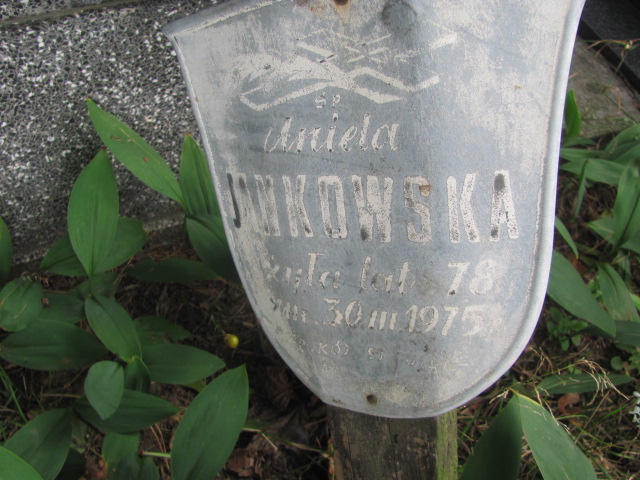 ŚP
Aniela
JANKOWSKA
żyła lat 78
zm. 30.III.1975